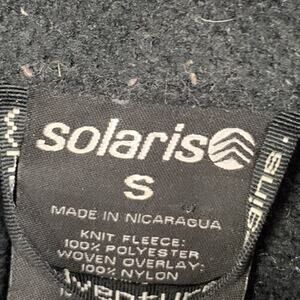 solaris
S
MADE IN NICARAGUA
KNIT FLEECE:
100% POLYESTER
WOVEN OVERLAY:
100% NYLON